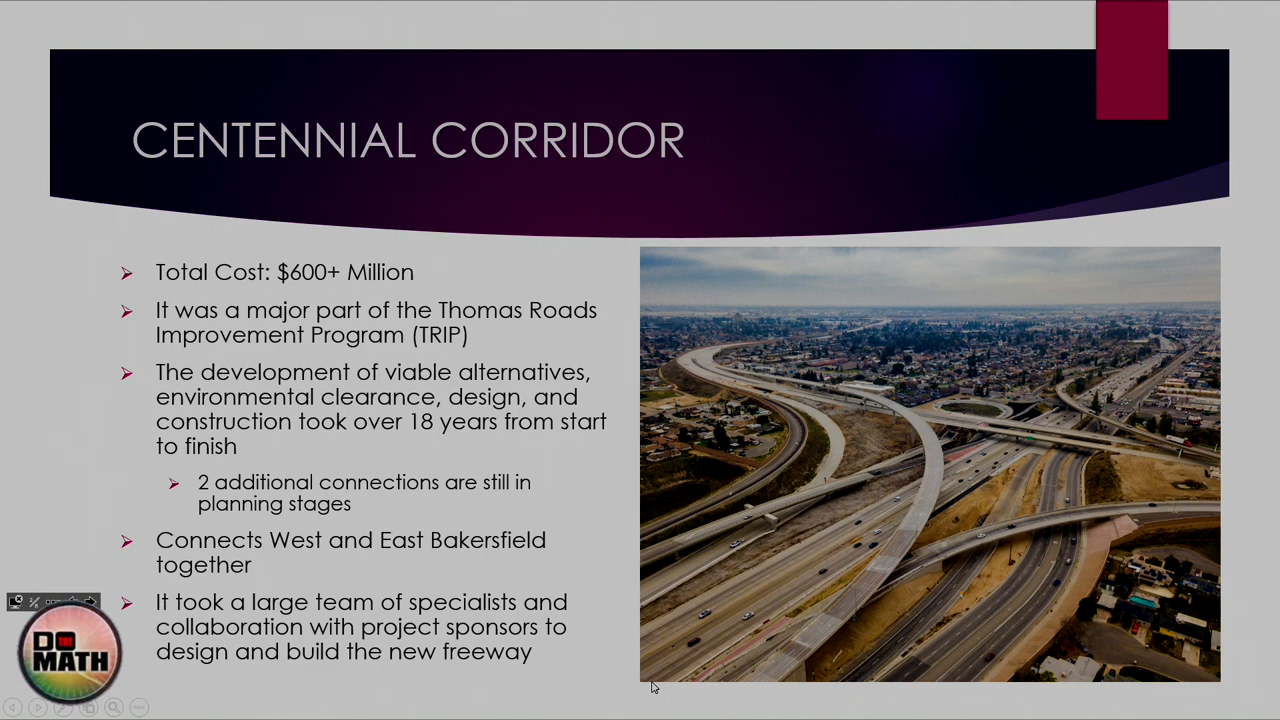 CENTENNIAL CORRIDOR
Total Cost: $600+ Million
It was a major part of the Thomas Roads
Improvement Program (TRIP)
The development of viable alternatives,
environmental clearance, design, and
construction took over 18 years from start
to finish
2 additional connections are still in
planning stages
Connects West and East Bakersfield
together
It took a large team of specialists and
collaboration with project sponsors to
design and build the new freeway
DO THE
MATH